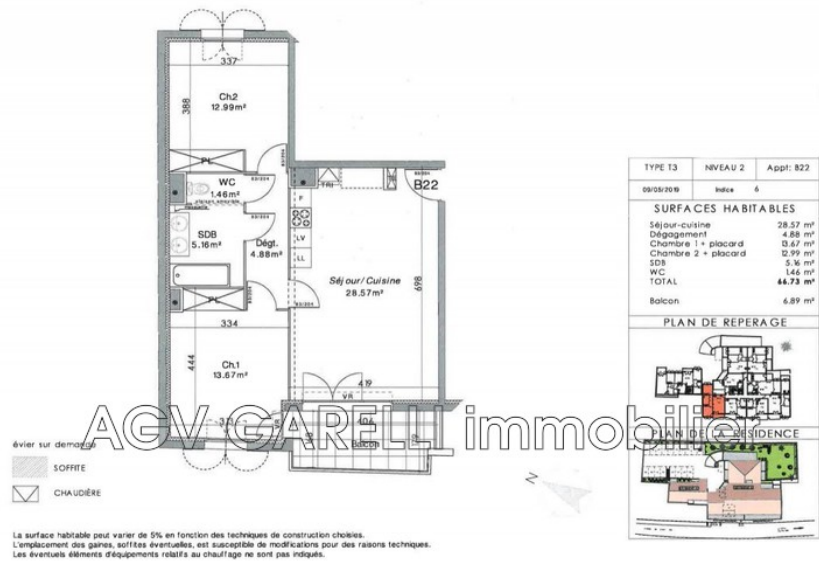 337
Ch.2
12.99m²
388
PL
WC
1.46m²
SDB
5.16m²
Dégt.
4.88m²
TRI
F
LV
LL
B22
Séjour/Cuisine
28.57m²
698
PL
334
444
Ch.1
13.67m²
419
VR
VR
404
Balcon
AGV GARELLI immobilier
évier sur demande
SOFFITE
CHAUDIÈRE
N
La surface habitable peut varier de 5% en fonction des techniques de construction choisies.
L'emplacement des gaines, soffites éventuelles, est susceptible de modifications pour des raisons techniques.
Les éventuels éléments d'équipements relatifs au chauffage ne sont pas indiqués.
TYPE T3 NIVEAU 2 Appt: B22
09/05/2019 Indice 6
SURFACES HABITABLES
Séjour-cuisine 28.57 m²
Dégagement 4.88 m²
Chambre 1 + placard 13.67 m²
Chambre 2 + placard 12.99 m²
SDB 5.16 m²
WC 1.46 m²
TOTAL 66.73 m²
Balcon 6.89 m²
PLAN DE REPERAGE
PLAN DE LA RESIDENCE